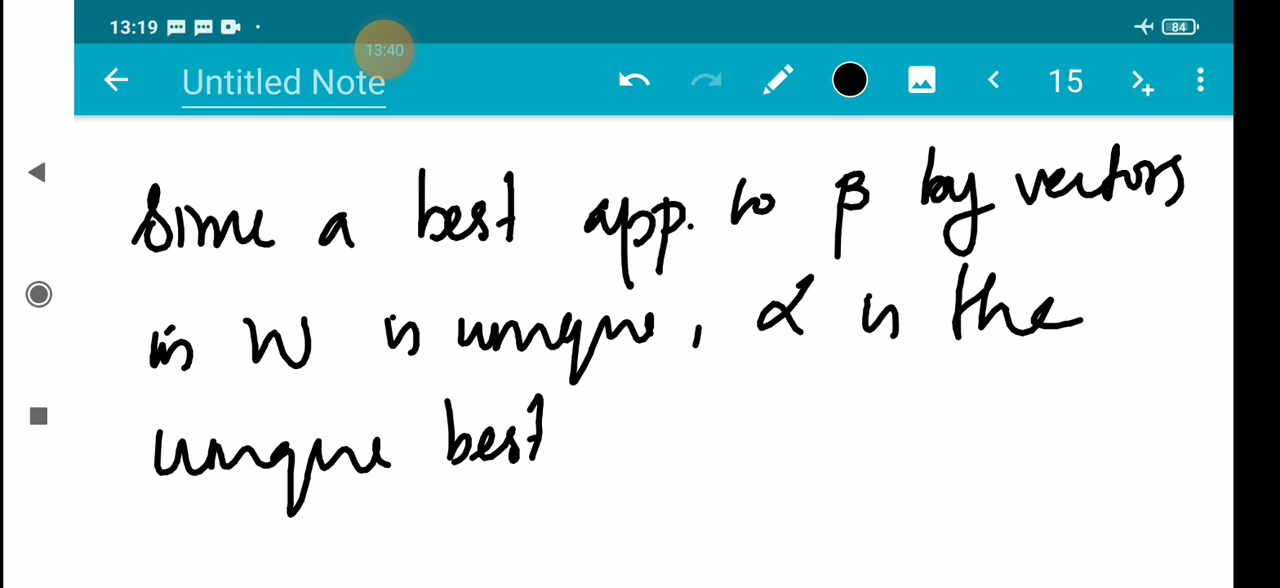 13:19
84
13:40
Untitled Note
15
Since a best app. to β by vectors
in W is unique, α is the
unique best